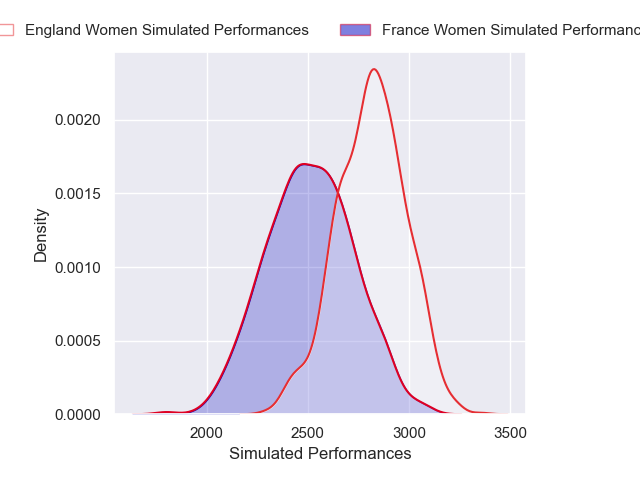 England Women Simulated Performances France Women Simulated
0.0020
0.0015
0.0010
0.0005
0.0000
Density
2000 2500 3000 3500
Simulated Performances